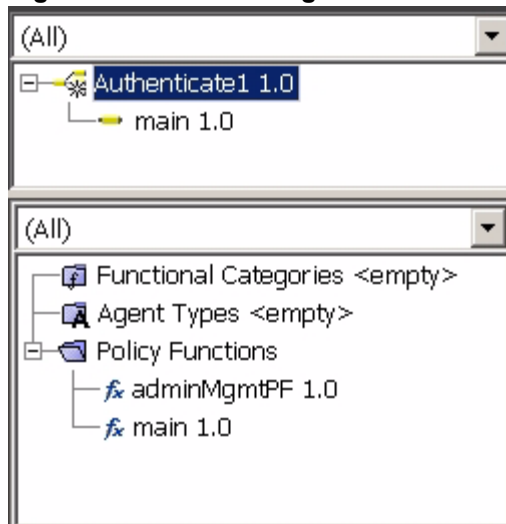 (All)
Authenticate1 1.0
main 1.0
(All)
Functional Categories <empty>
Agent Types <empty>
Policy Functions
adminMgmtPF 1.0
main 1.0